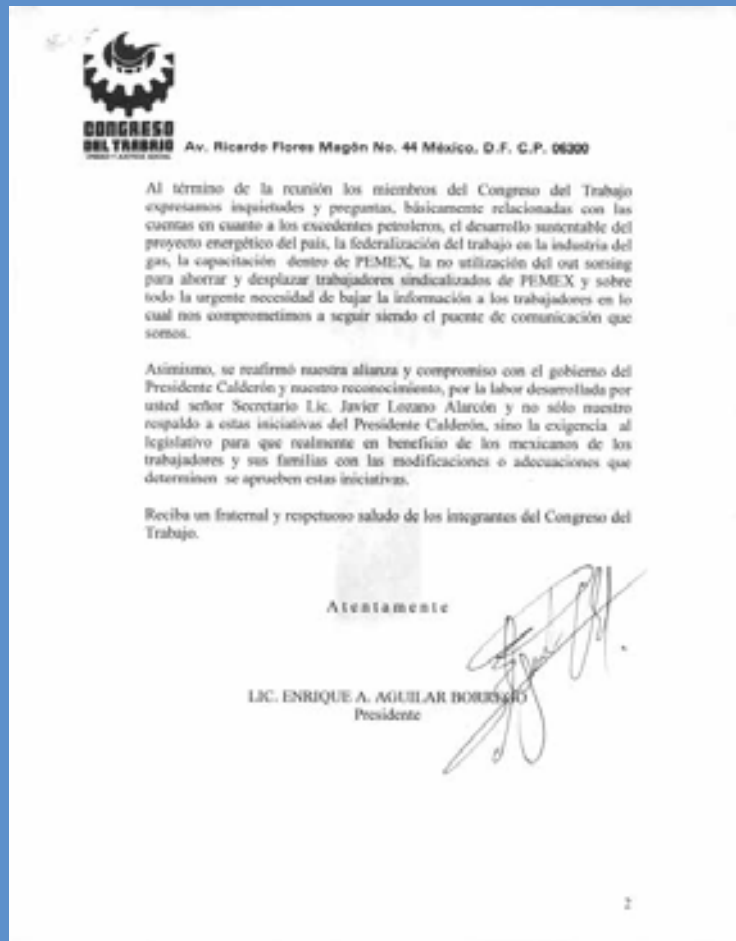 CONGRESO
DEL TRABAJO
Av. Ricardo Flores Magón No. 44 México, D.F. C.P. 06300
Al término de la reunión los miembros del Congreso del Trabajo
expresamos inquietudes y preguntas, básicamente relacionadas con las
cuentas en cuanto a los excedentes petroleros, el desarrollo sustentable del
proyecto energético del país, la federalización del trabajo en la industria del
gas, la capacitación dentro de PEMEX, la no utilización del out sorsing
para ahorrar y desplazar trabajadores sindicalizados de PEMEX y sobre
todo la urgente necesidad de bajar la información a los trabajadores en lo
cual nos comprometimos a seguir siendo el puente de comunicación que
somos.
Asimismo, se reafirmó nuestra alianza y compromiso con el gobierno del
Presidente Calderón y nuestro reconocimiento, por la labor desarrollada por
usted señor Secretario Lic. Javier Lozano Alarcón y no sólo nuestro
respaldo a estas iniciativas del Presidente Calderón, sino la exigencia al
legislativo para que realmente en beneficio de los mexicanos de los
trabajadores y sus familias con las modificaciones o adecuaciones que
determinen se aprueben estas iniciativas.
Reciba un fraternal y respetuoso saludo de los integrantes del Congreso del
Trabajo.
Atentamente
LIC. ENRIQUE A. AGUILAR BORREGO
Presidente
2